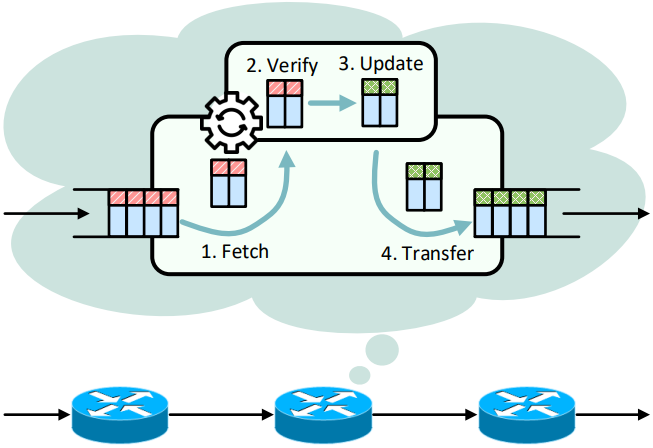 2. Verify
3. Update
1. Fetch
4. Transfer